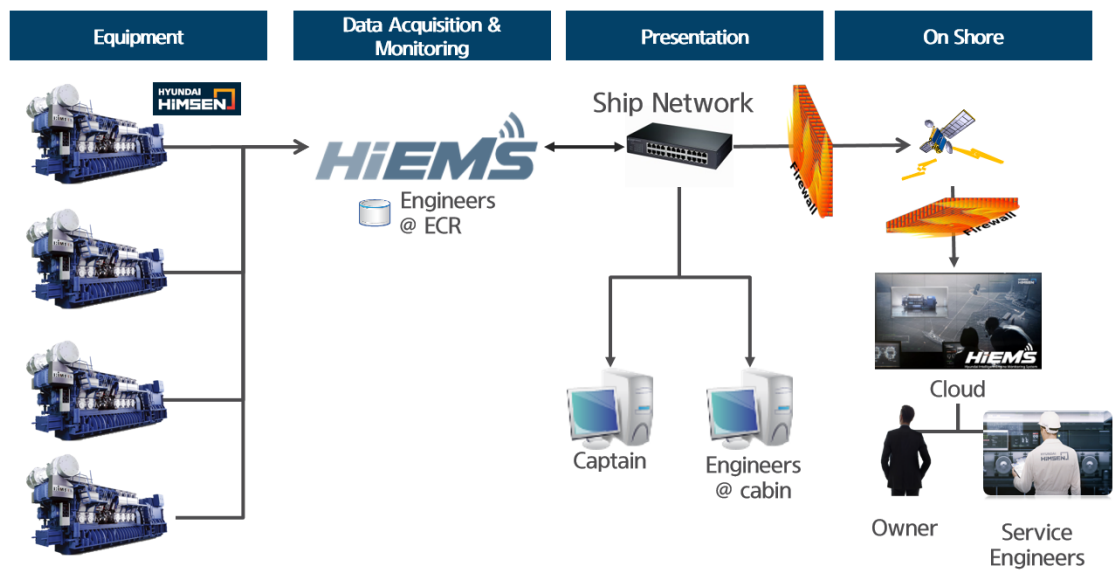 Equipment
Data Acquisition &
Monitoring
Presentation
On Shore
HYUNDAI
HiMSEN
HiEMS
Engineers
@ ECR
Ship Network
Firewall
Firewall
HiEMS
Cloud
Captain
Engineers
@ cabin
HIMSEN
Owner
Service
Engineers